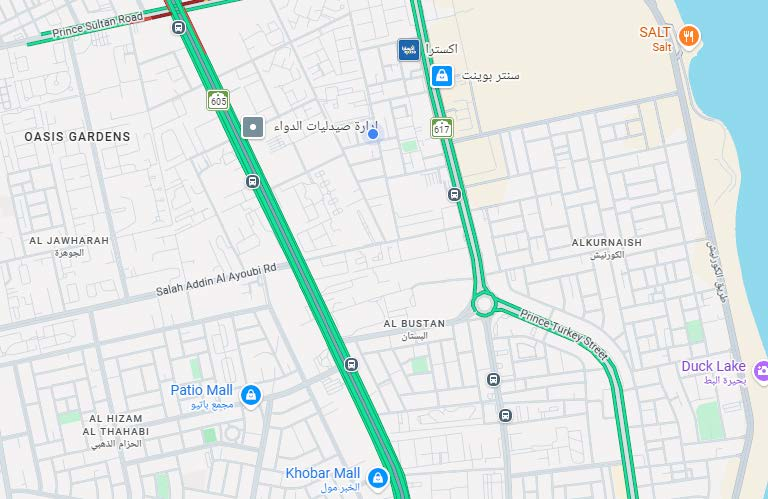 Prince Sultan Road
SALT
Salt
اكسترا
سنتر بوينت
605
617
OASIS GARDENS
إدارة صيدليات الدواء
AL JAWHARAH
الجوهرة
ALKURNAISH
الكورنيش
طريق الكورنيش
Salah Addin Al Ayoubi Rd
AL BUSTAN
البستان
Prince Turkey Street
Duck Lake
بحيرة البط
Patio Mall
مجمع باتيو
AL HIZAM
AL THAHABI
الحزام الذهبي
Khobar Mall
الخبر مول